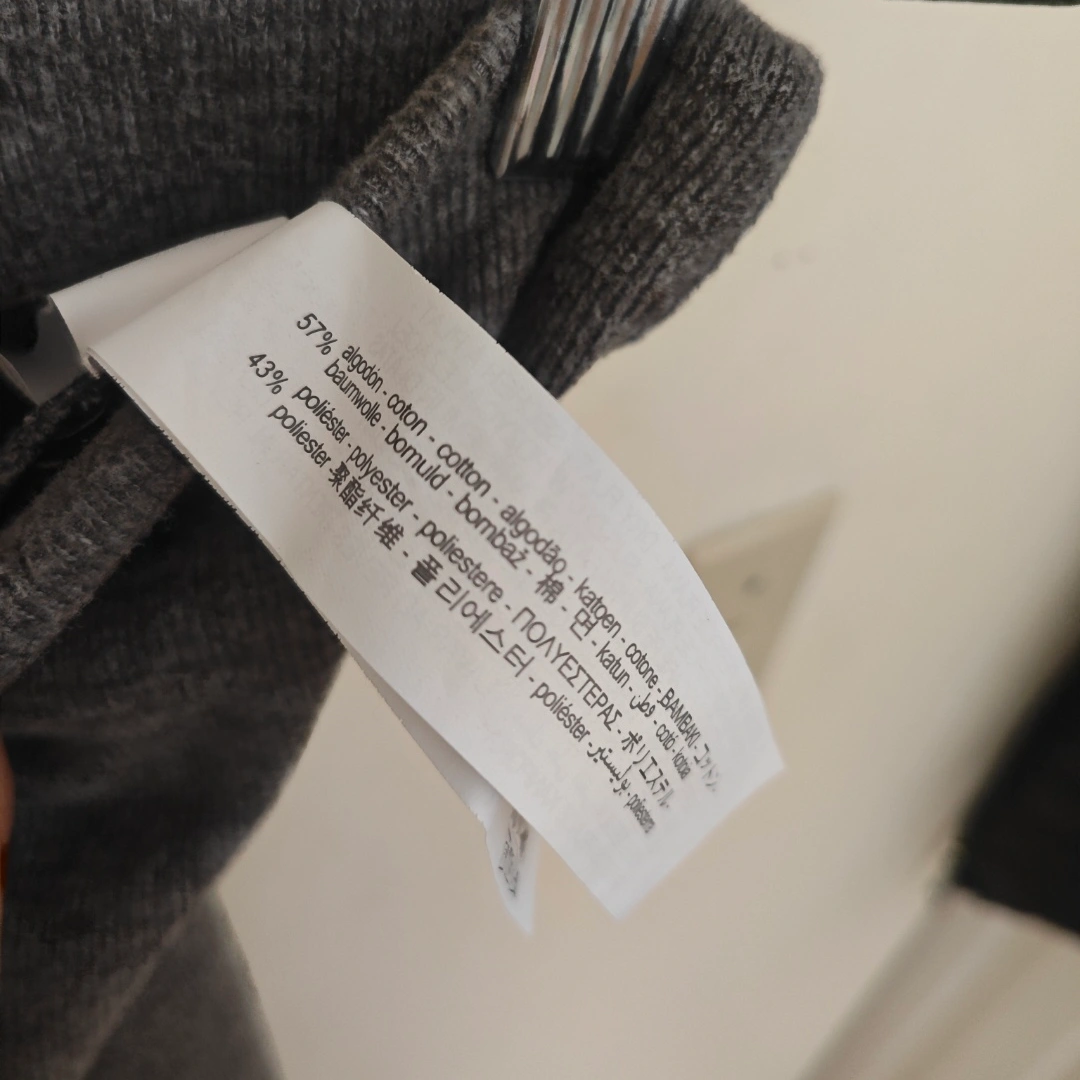 57% algodón - coton - cotton - algodão - katoen - cotone - ΒΑΜΒΑΚΙ - コットン -
baumwolle - bomuld - bombaž - 棉 - 면 - katun - قطن - cotó - kotoa
43% poliéster - polyester - poliestere - ΠΟΛΥΕΣΤΕΡΑΣ - ポリエステル -
poliester - 聚酯纤维 - 폴리에스터 - polièster - بوليستير - poliesterra